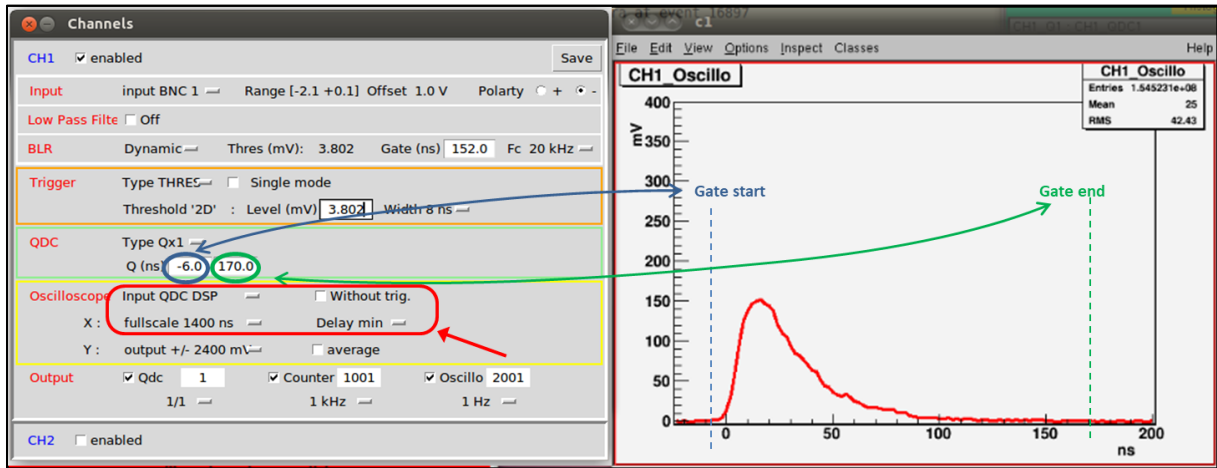 Channels
CH1 enabled Save
Input input BNC 1 Range [-2.1 +0.1] Offset 1.0 V Polarty + -
Low Pass Filte Off
BLR Dynamic Thres (mV): 3.802 Gate (ns) 152.0 Fc 20 kHz
Trigger Type THRES Single mode
Threshold '2D' : Level (mV) 3.802 Width 8 ns
QDC Type Qx1
Q (ns) -6.0 170.0
Oscilloscope Input QDC DSP Without trig.
X : fullscale 1400 ns Delay min
Y : output +/- 2400 mV average
Output Qdc 1 Counter 1001 Oscillo 2001
1/1 1 kHz 1 Hz
CH2 enabled
at event 16897
c1
File Edit View Options Inspect Classes Help
CH1_Oscillo
CH1_Oscillo
Entries 1.545231e+08
Mean 25
RMS 42.43
mV
400
350
300
250
200
150
100
50
0
Gate start
Gate end
0 50 100 150 200
ns